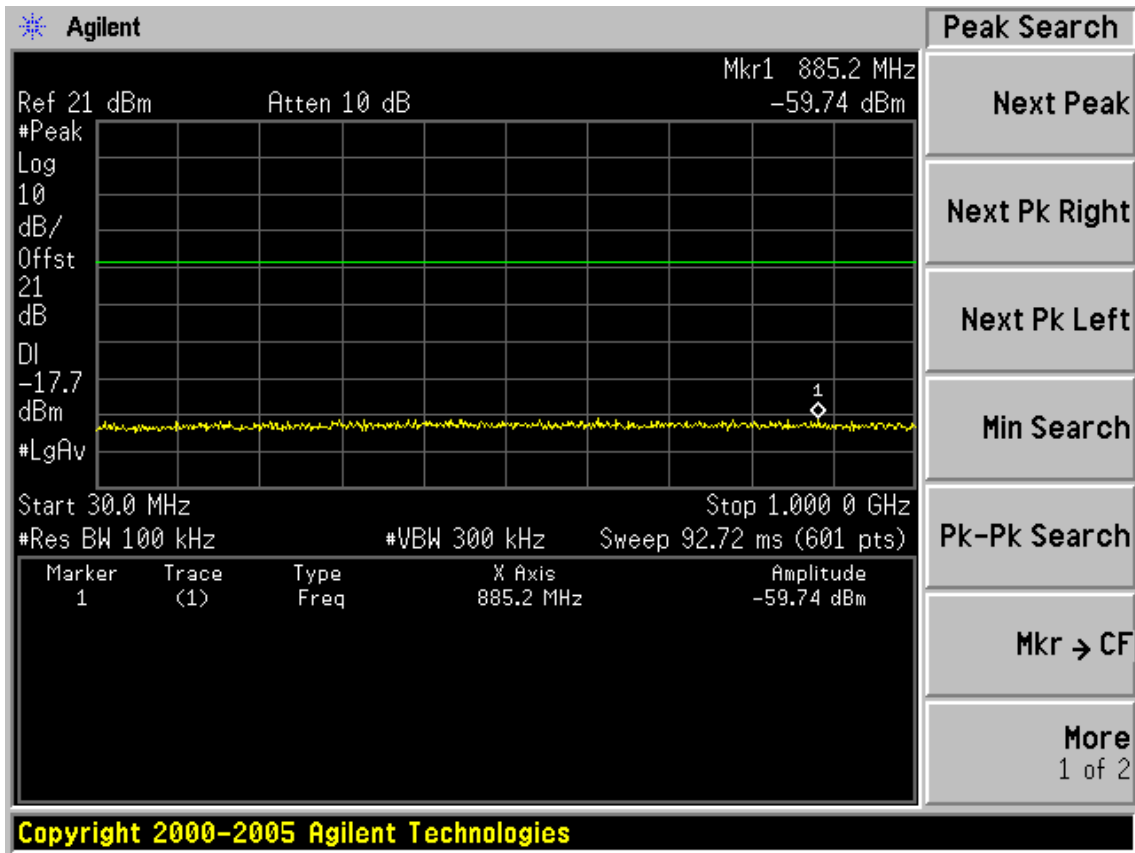 Agilent
Peak Search
Mkr1 885.2 MHz
Ref 21 dBm Atten 10 dB -59.74 dBm
#Peak
Log
10
dB/
Offst
21
dB
DI
-17.7
dBm
#LgAv
1
Start 30.0 MHz Stop 1.000 0 GHz
#Res BW 100 kHz #VBW 300 kHz Sweep 92.72 ms (601 pts)
Marker Trace Type X Axis Amplitude
1 (1) Freq 885.2 MHz -59.74 dBm
Next Peak
Next Pk Right
Next Pk Left
Min Search
Pk-Pk Search
Mkr → CF
More
1 of 2
Copyright 2000-2005 Agilent Technologies